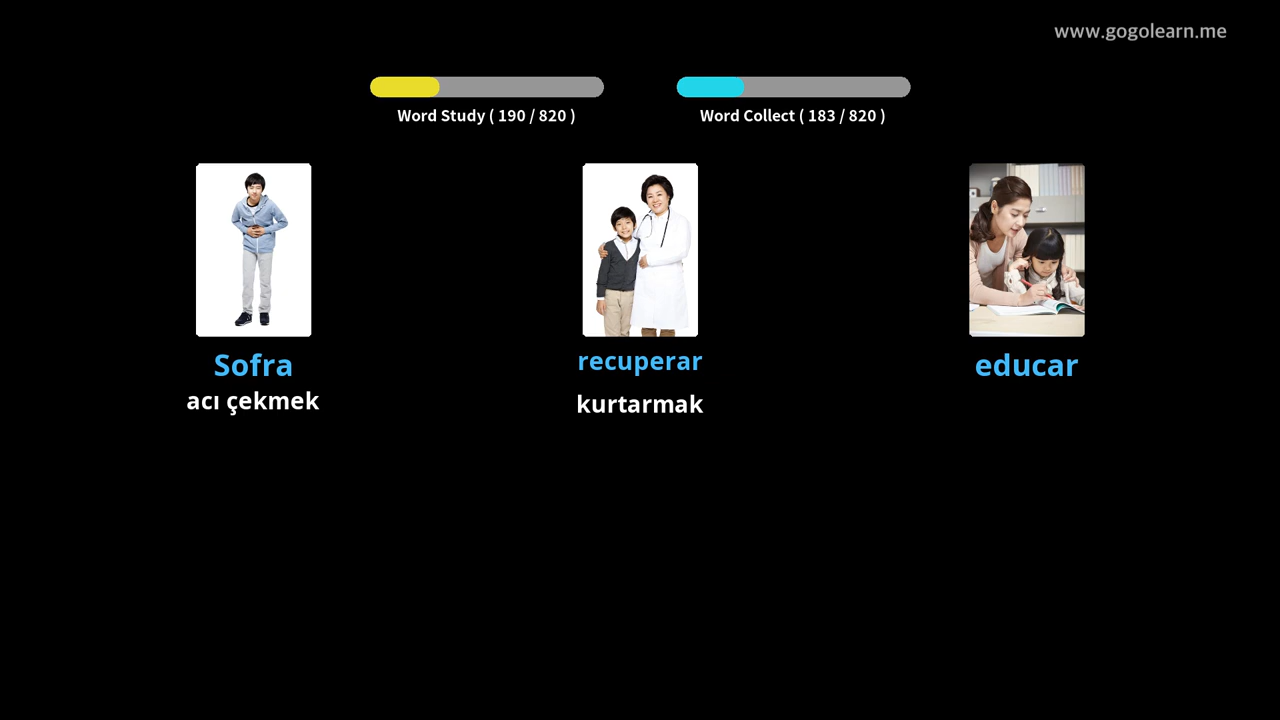 www.gogolearn.me
Word Study ( 190 / 820 )
Word Collect ( 183 / 820 )
Sofra
acı çekmek
recuperar
kurtarmak
educar